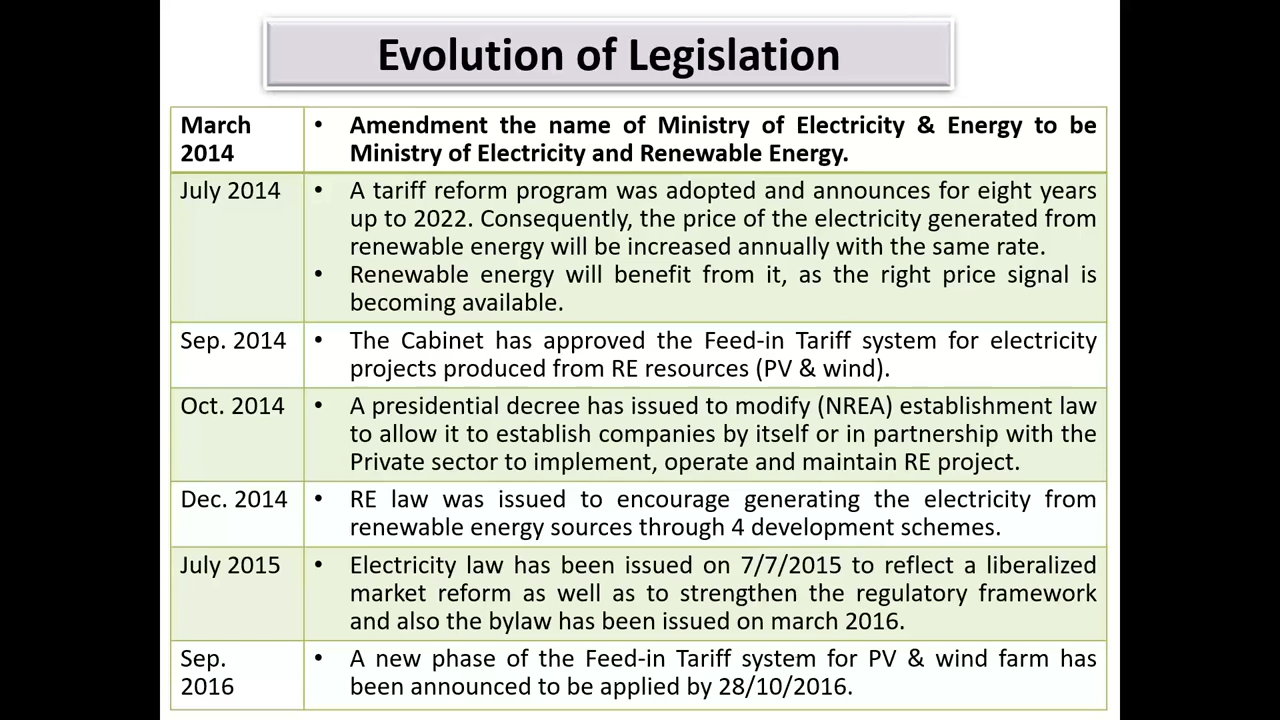 Evolution of Legislation
March
2014
• Amendment the name of Ministry of Electricity & Energy to be
Ministry of Electricity and Renewable Energy.
July 2014
• A tariff reform program was adopted and announces for eight years
up to 2022. Consequently, the price of the electricity generated from
renewable energy will be increased annually with the same rate.
• Renewable energy will benefit from it, as the right price signal is
becoming available.
Sep. 2014
• The Cabinet has approved the Feed-in Tariff system for electricity
projects produced from RE resources (PV & wind).
Oct. 2014
• A presidential decree has issued to modify (NREA) establishment law
to allow it to establish companies by itself or in partnership with the
Private sector to implement, operate and maintain RE project.
Dec. 2014
• RE law was issued to encourage generating the electricity from
renewable energy sources through 4 development schemes.
July 2015
• Electricity law has been issued on 7/7/2015 to reflect a liberalized
market reform as well as to strengthen the regulatory framework
and also the bylaw has been issued on march 2016.
Sep.
2016
• A new phase of the Feed-in Tariff system for PV & wind farm has
been announced to be applied by 28/10/2016.